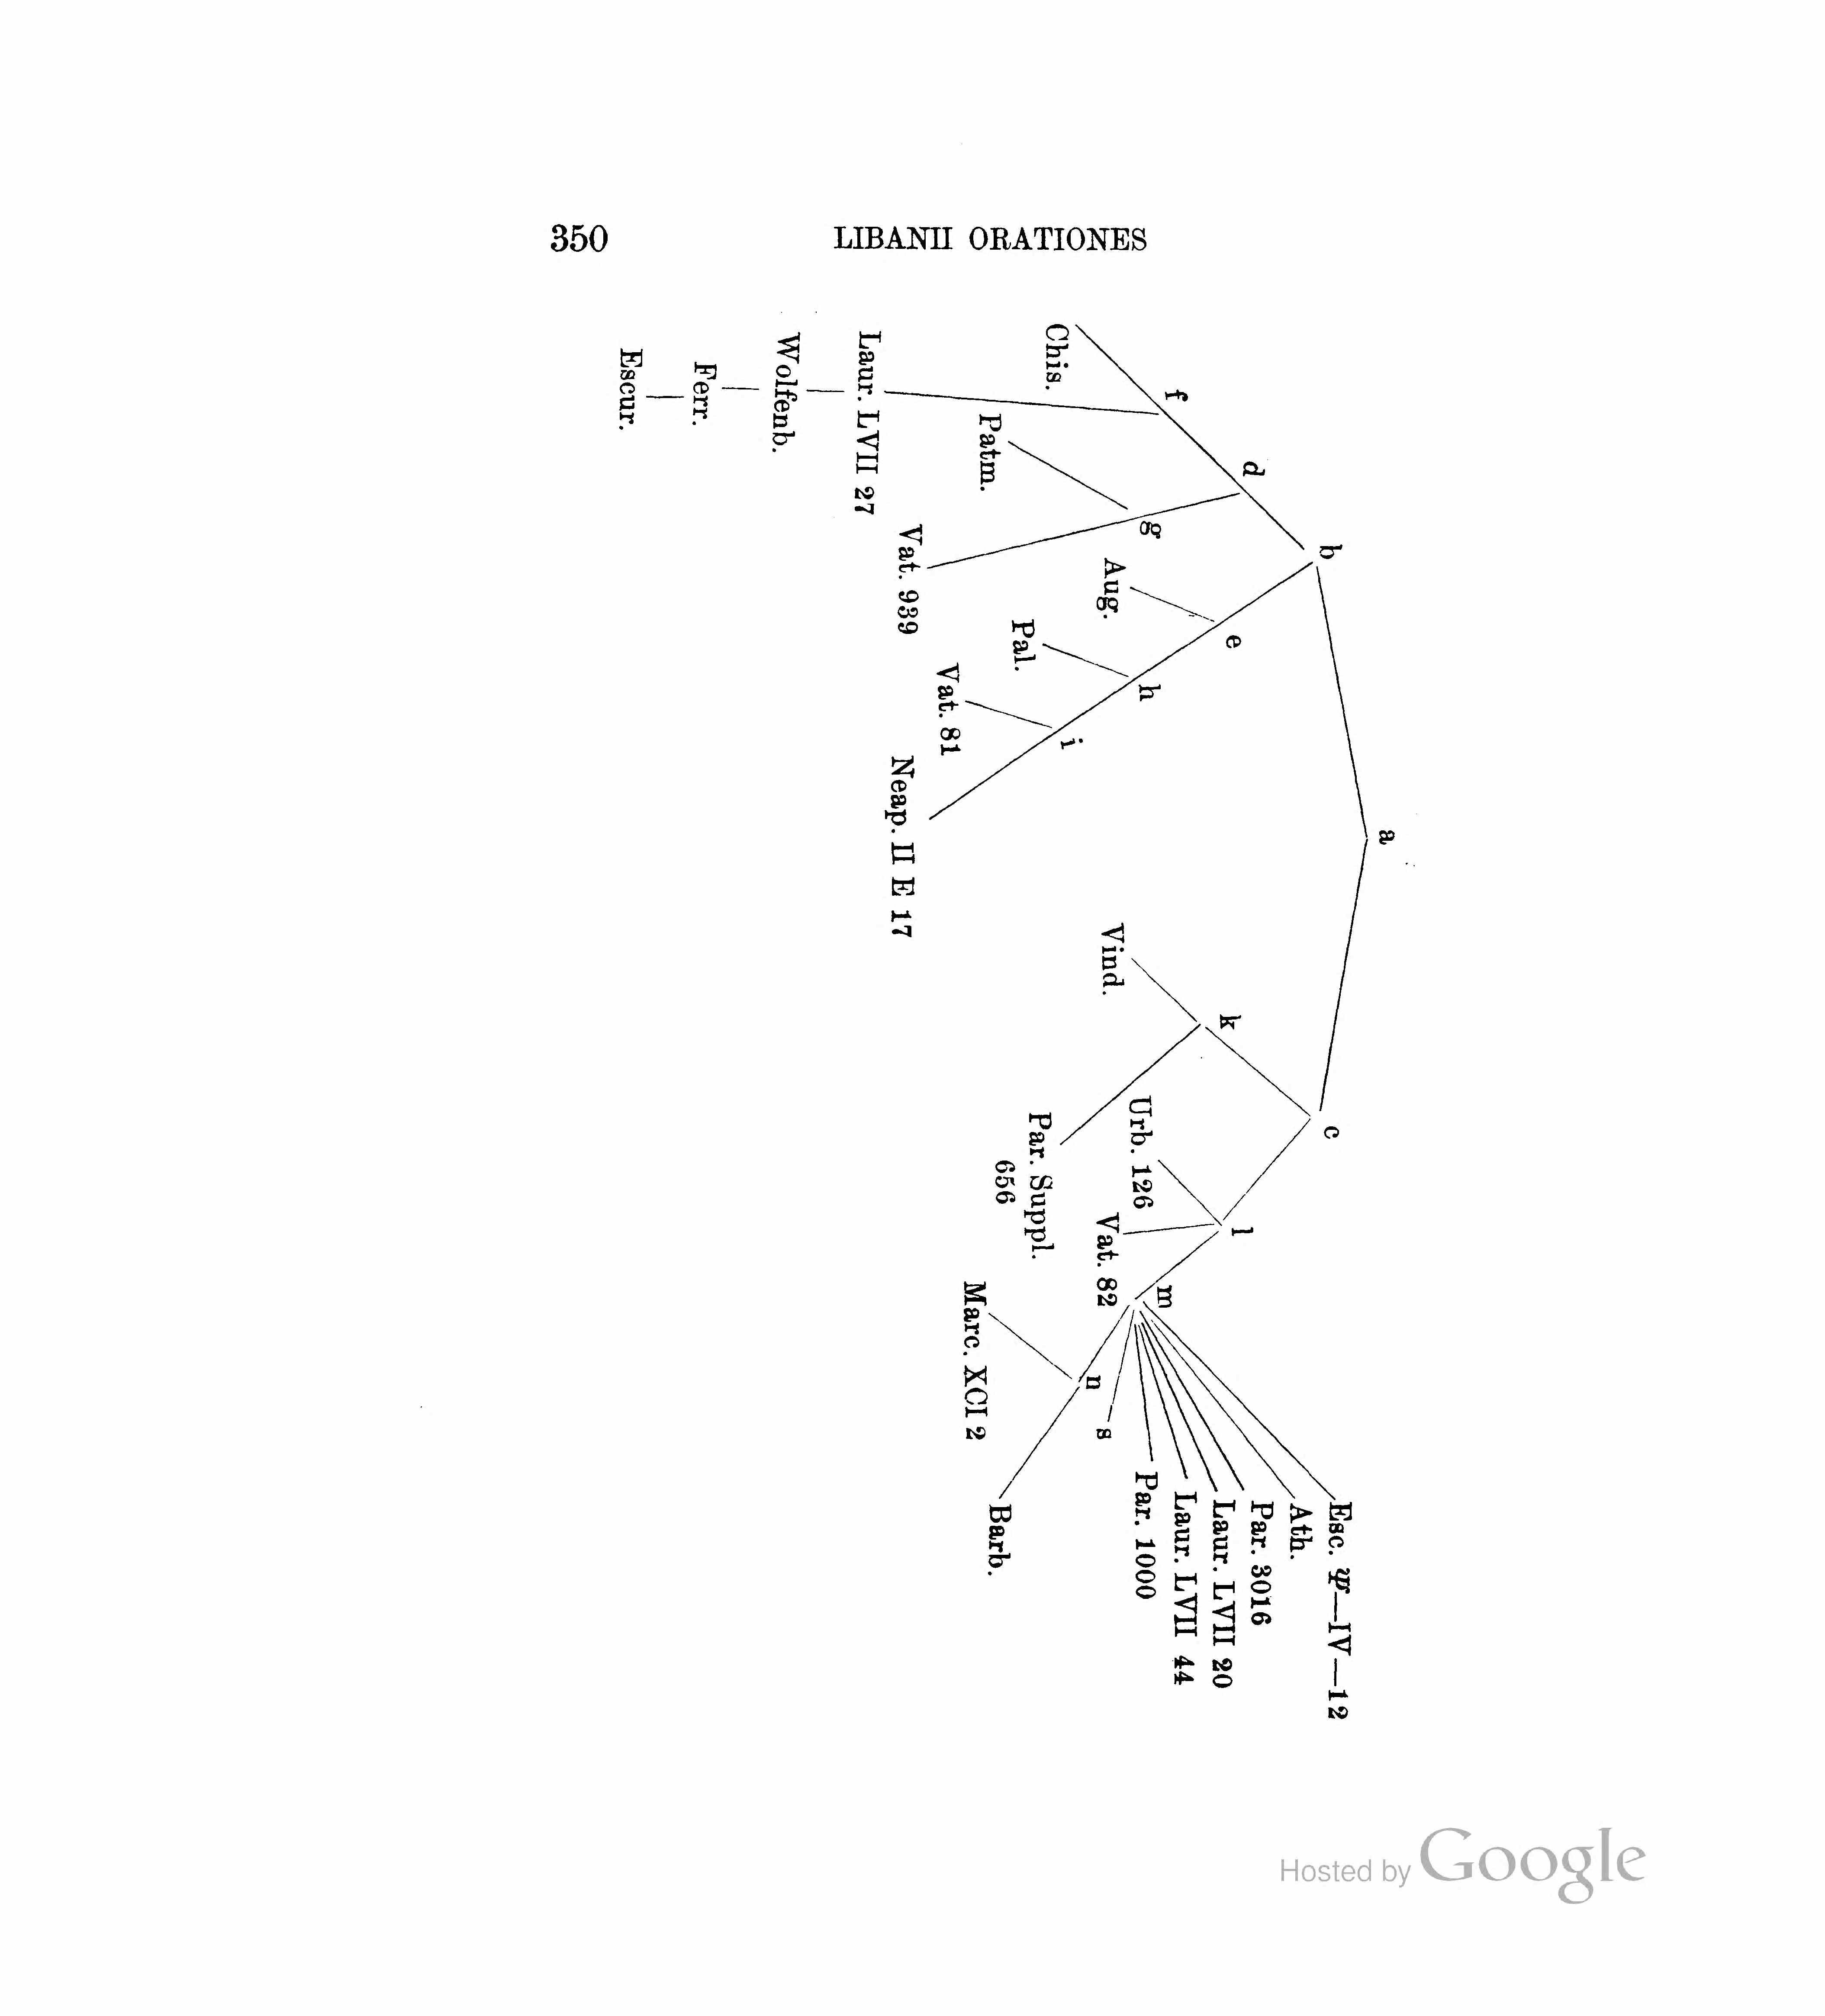 350 LIBANII ORATIONES
a
b
c
d
e
f
g
h
i
k
l
m
n
s
Chis.
Patm.
Aug.
Pal.
Vat. 81
Vat. 939
Neap. II E 17
Laur. LVII 27
Wolfenb.
Ferr.
Escur.
Vind.
Par. Suppl.
656
Urb. 126
Vat. 82
Marc. XCI 2
Barb.
Par. 1000
Laur. LVII 44
Laur. LVII 20
Par. 3016
Ath.
Esc. Ψ—IV—12
Hosted by Google